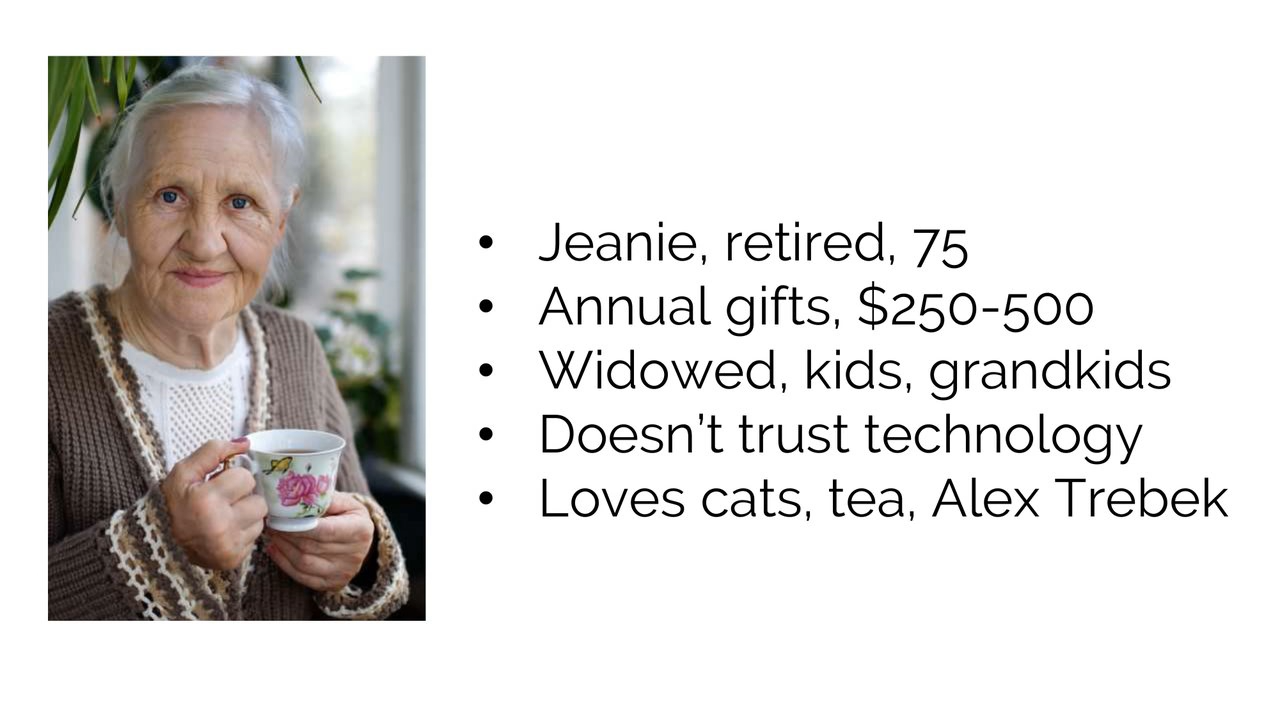 • Jeanie, retired, 75
• Annual gifts, $250-500
• Widowed, kids, grandkids
• Doesn’t trust technology
• Loves cats, tea, Alex Trebek